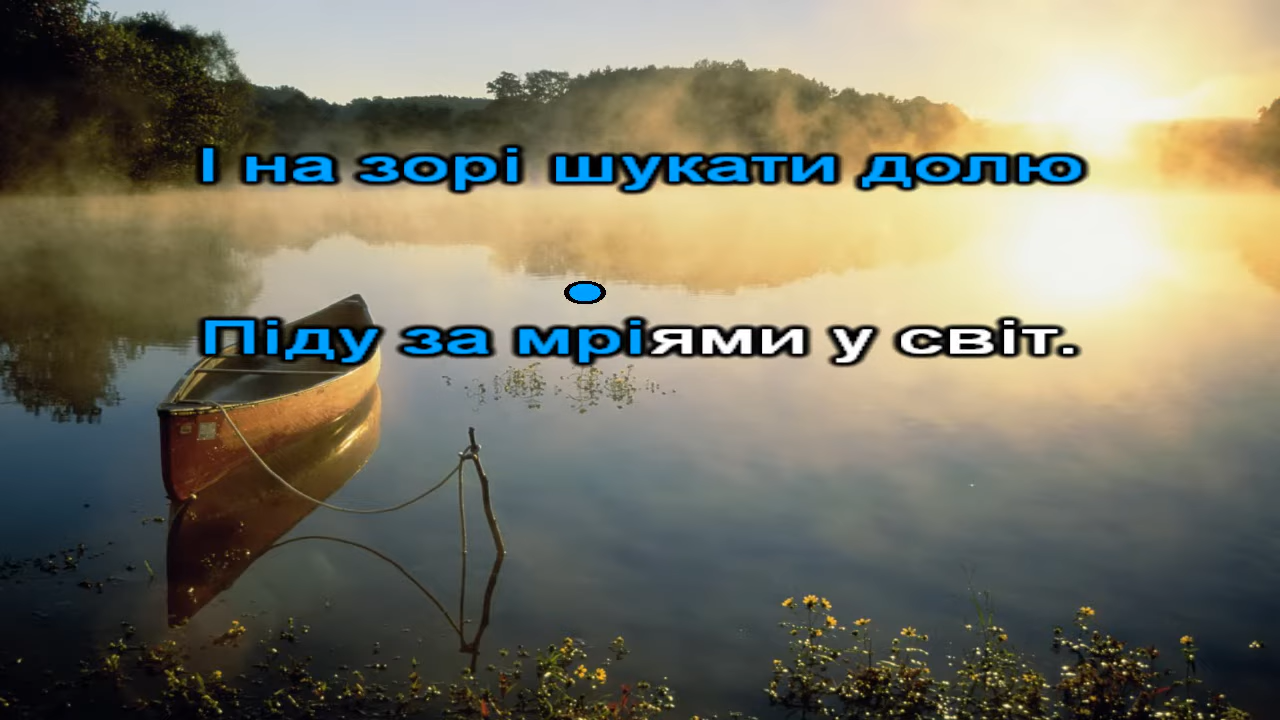 І на зорі шукати долю
Піду за мріями у світ.